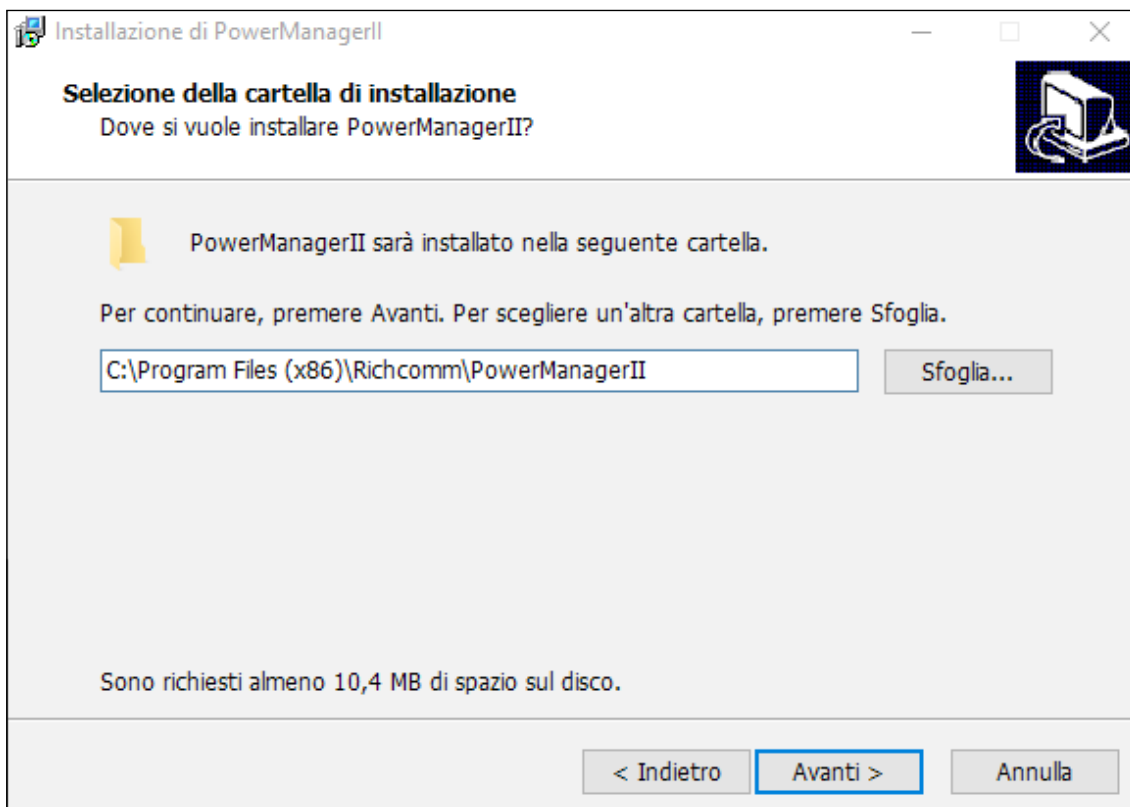 Installazione di PowerManagerII
Selezione della cartella di installazione
Dove si vuole installare PowerManagerII?
PowerManagerII sarà installato nella seguente cartella.
Per continuare, premere Avanti. Per scegliere un'altra cartella, premere Sfoglia.
C:\Program Files (x86)\Richcomm\PowerManagerII
Sfoglia...
Sono richiesti almeno 10,4 MB di spazio sul disco.
< Indietro
Avanti >
Annulla